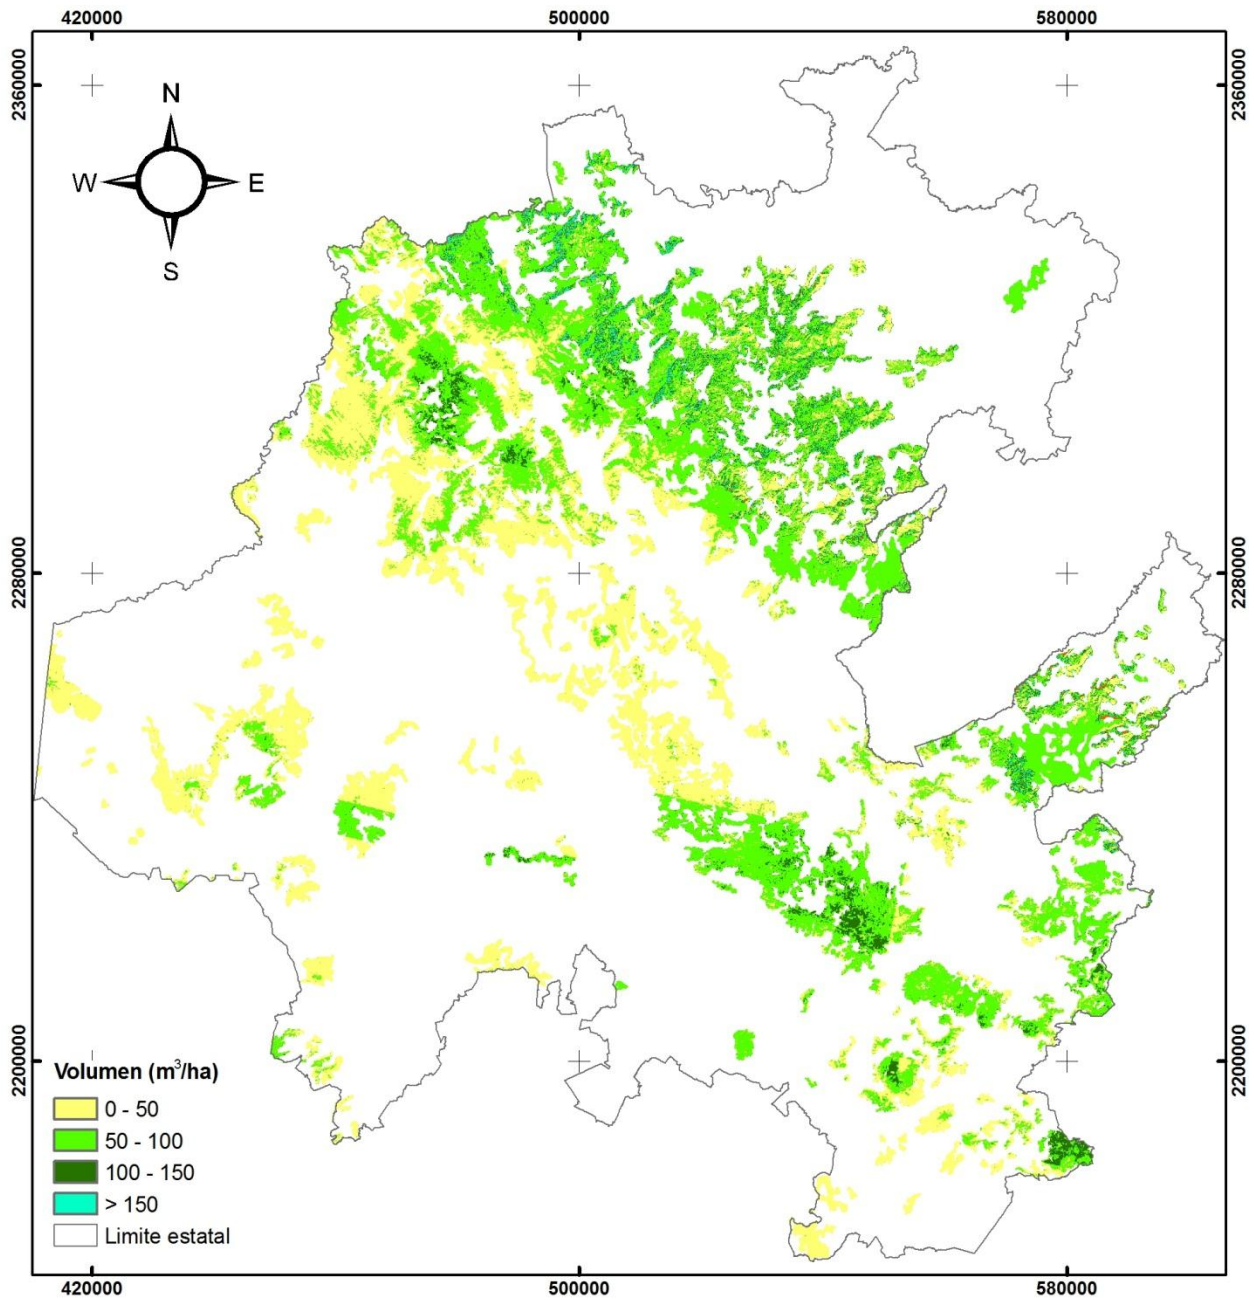 420000 500000 580000
2360000 2360000
N
W E
S
2280000 2280000
2200000 2200000
Volumen (m³/ha)
0 - 50
50 - 100
100 - 150
> 150
Limite estatal
420000 500000 580000